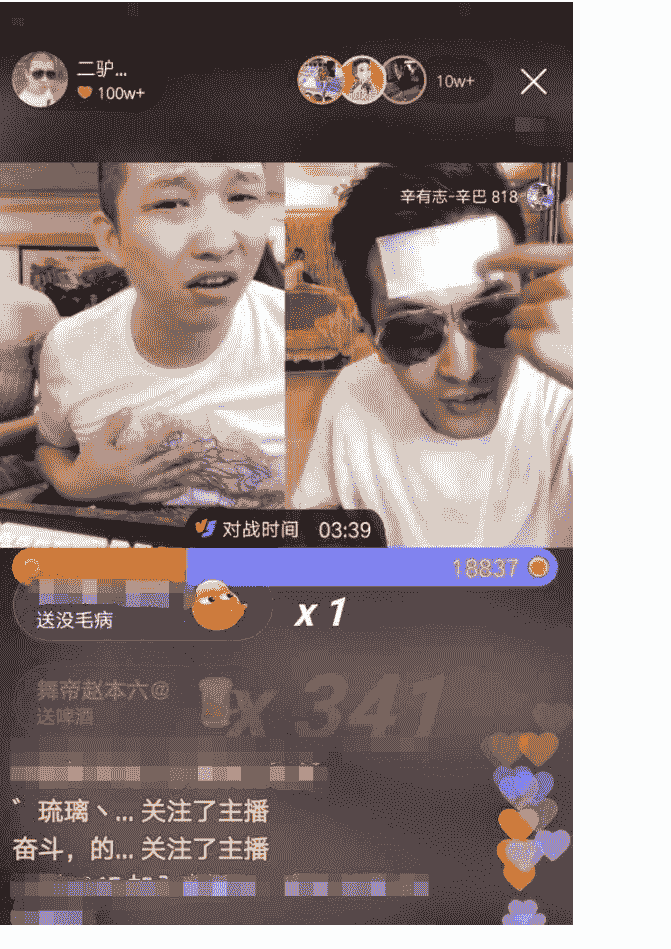 二驴...
100w+
10w+
辛有志-辛巴 818
对战时间 03:39
18837
送没毛病
x 1
舞帝赵本六@
送啤酒
x 341
゛琉璃丶... 关注了主播
奋斗，的... 关注了主播